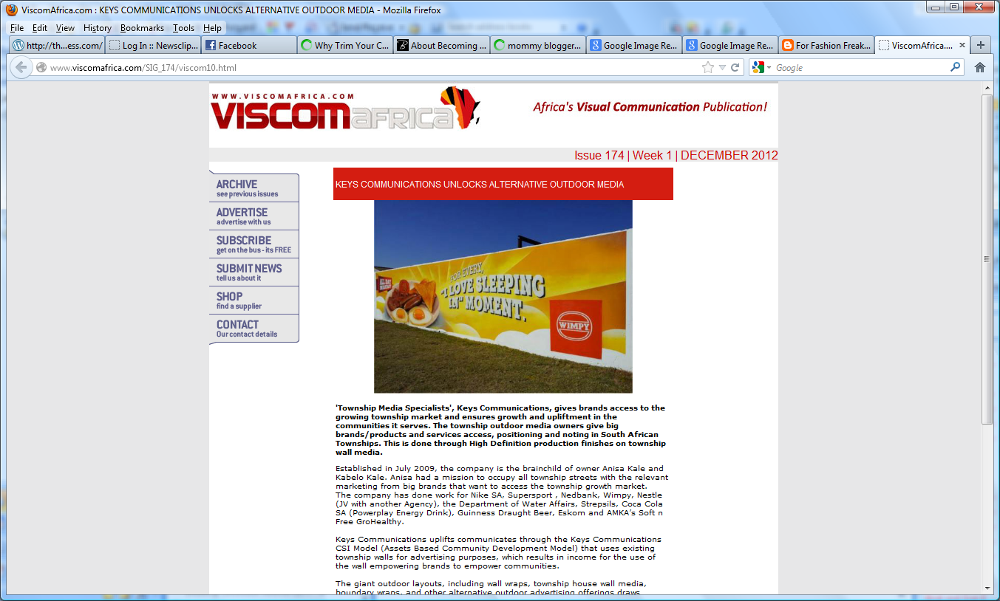 ViscomAfrica.com : KEYS COMMUNICATIONS UNLOCKS ALTERNATIVE OUTDOOR MEDIA - Mozilla Firefox
File Edit View History Bookmarks Tools Help
http://th...ess.com/ Log In :: Newsclip... Facebook Why Trim Your C... About Becoming ... mommy blogger... Google Image Re... Google Image Re... For Fashion Freak... ViscomAfrica....
www.viscomafrica.com/SIG_174/viscom10.html Google
WWW.VISCOMAFRICA.COM
VISCOMAFRICA
Africa's Visual Communication Publication!
Issue 174 | Week 1 | DECEMBER 2012
ARCHIVE
see previous issues
ADVERTISE
advertise with us
SUBSCRIBE
get on the bus - its FREE
SUBMIT NEWS
tell us about it
SHOP
find a supplier
CONTACT
Our contact details
KEYS COMMUNICATIONS UNLOCKS ALTERNATIVE OUTDOOR MEDIA
ALL DAY BREAKFAST
FOR EVERY,
"I LOVE SLEEPING
IN" MOMENT.
WIMPY
'Township Media Specialists', Keys Communications, gives brands access to the
growing township market and ensures growth and upliftment in the
communities it serves. The township outdoor media owners give big
brands/products and services access, positioning and noting in South African
Townships. This is done through High Definition production finishes on township
wall media.
Established in July 2009, the company is the brainchild of owner Anisa Kale and
Kabelo Kale. Anisa had a mission to occupy all township streets with the relevant
marketing from big brands that want to access the township growth market.
The company has done work for Nike SA, Supersport , Nedbank, Wimpy, Nestle
(JV with another Agency), the Department of Water Affairs, Strepsils, Coca Cola
SA (Powerplay Energy Drink), Guinness Draught Beer, Eskom and AMKA's Soft n
Free GroHealthy.
Keys Communications uplifts communicates through the Keys Communications
CSI Model (Assets Based Community Development Model) that uses existing
township walls for advertising purposes, which results in income for the use of
the wall empowering brands to empower communities.
The giant outdoor layouts, including wall wraps, township house wall media,
boundary wraps, and other alternative outdoor advertising offerings draws